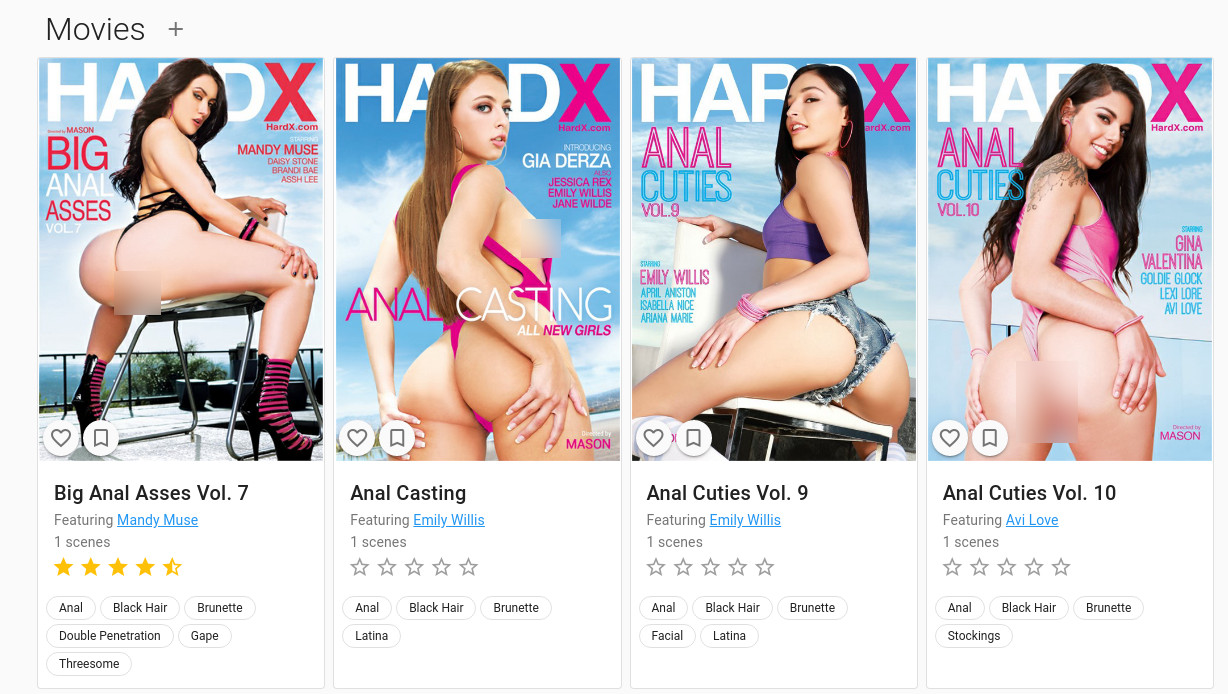 Movies +
HARDX
HardX.com
Directed by MASON
BIG
ANAL
ASSES
VOL.7
STARRING
MANDY MUSE
DAISY STONE
BRANDI BAE
ASSH LEE
Big Anal Asses Vol. 7
Featuring Mandy Muse
1 scenes
Anal
Black Hair
Brunette
Double Penetration
Gape
Threesome
HARDX
HardX.com
INTRODUCING
GIA DERZA
ALSO
JESSICA REX
EMILY WILLIS
JANE WILDE
ANAL CASTING
ALL NEW GIRLS
Directed by
MASON
Anal Casting
Featuring Emily Willis
1 scenes
Anal
Black Hair
Brunette
Latina
HARDX
HardX.com
ANAL
CUTIES
VOL.9
STARRING
EMILY WILLIS
APRIL ANISTON
ISABELLA NICE
ARIANA MARIE
Anal Cuties Vol. 9
Featuring Emily Willis
1 scenes
Anal
Black Hair
Brunette
Facial
Latina
HARDX
HardX.com
ANAL
CUTIES
VOL.10
STARRING
GINA
VALENTINA
GOLDIE GLOCK
LEXI LORE
AVI LOVE
Directed by
MASON
Anal Cuties Vol. 10
Featuring Avi Love
1 scenes
Anal
Black Hair
Brunette
Stockings